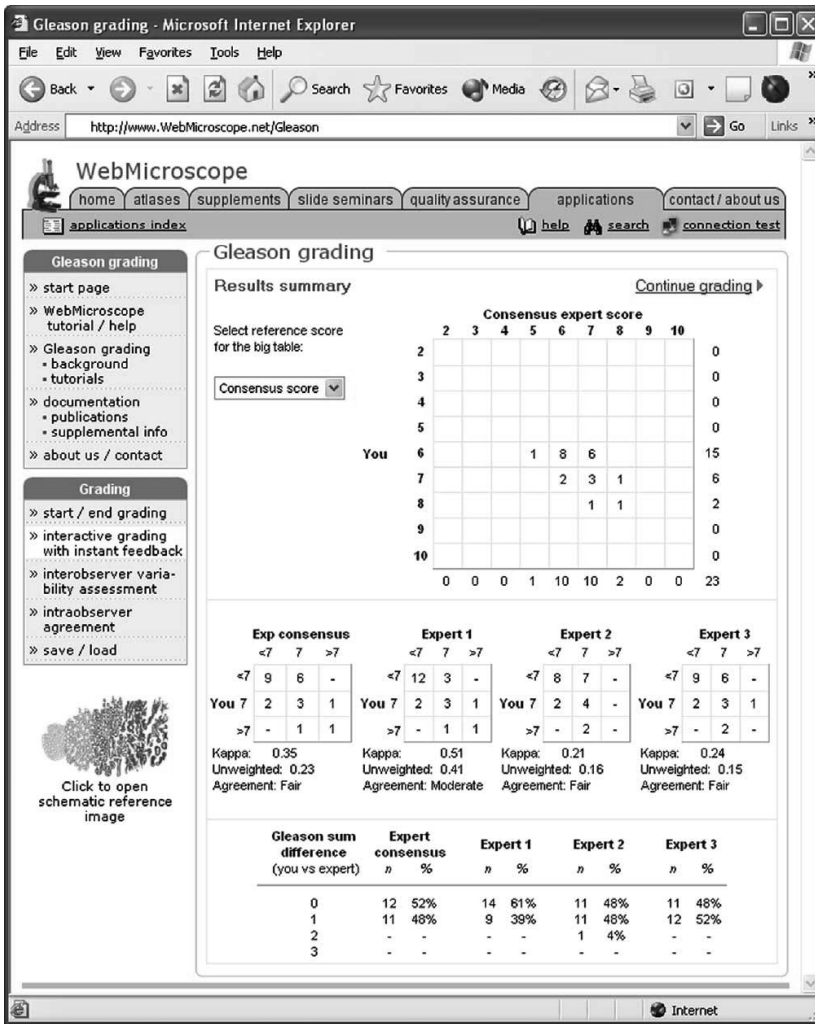 Gleason grading - Microsoft Internet Explorer
File Edit View Favorites Tools Help
Back Search Favorites Media
Address http://www.WebMicroscope.net/Gleason Go Links »
WebMicroscope
home atlases supplements slide seminars quality assurance applications contact / about us
applications index help search connection test
Gleason grading
» start page
» WebMicroscope
tutorial / help
» Gleason grading
▪ background
▪ tutorials
» documentation
▪ publications
▪ supplemental info
» about us / contact
Grading
» start / end grading
» interactive grading
with instant feedback
» interobserver varia-
bility assessment
» intraobserver
agreement
» save / load
Click to open
schematic reference
image
Gleason grading
Results summary Continue grading
Select reference score
for the big table:
Consensus score
Consensus expert score
2 3 4 5 6 7 8 9 10
2 0
3 0
4 0
5 0
You 6 1 8 6 15
7 2 3 1 6
8 1 1 2
9 0
10 0
0 0 0 1 10 10 2 0 0 23
Exp consensus Expert 1 Expert 2 Expert 3
<7 7 >7 <7 7 >7 <7 7 >7 <7 7 >7
<7 9 6 - <7 12 3 - <7 8 7 - <7 9 6 -
You 7 2 3 1 You 7 2 3 1 You 7 2 4 - You 7 2 3 1
>7 - 1 1 >7 - 1 1 >7 - 2 - >7 - 2 -
Kappa: 0.35 Kappa: 0.51 Kappa: 0.21 Kappa: 0.24
Unweighted: 0.23 Unweighted: 0.41 Unweighted: 0.16 Unweighted: 0.15
Agreement: Fair Agreement: Moderate Agreement: Fair Agreement: Fair
Gleason sum Expert
difference consensus Expert 1 Expert 2 Expert 3
(you vs expert) n % n % n % n %
0 12 52% 14 61% 11 48% 11 48%
1 11 48% 9 39% 11 48% 12 52%
2 - - - - 1 4% - -
3 - - - - - - - -
Internet